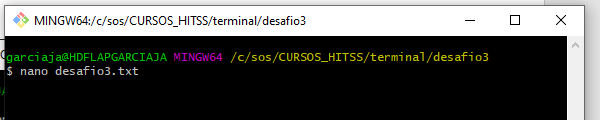 MINGW64:/c/sos/CURSOS_HITSS/terminal/desafio3
garciaja@HDFLAPGARCIAJA MINGW64 /c/sos/CURSOS_HITSS/terminal/desafio3
$ nano desafio3.txt